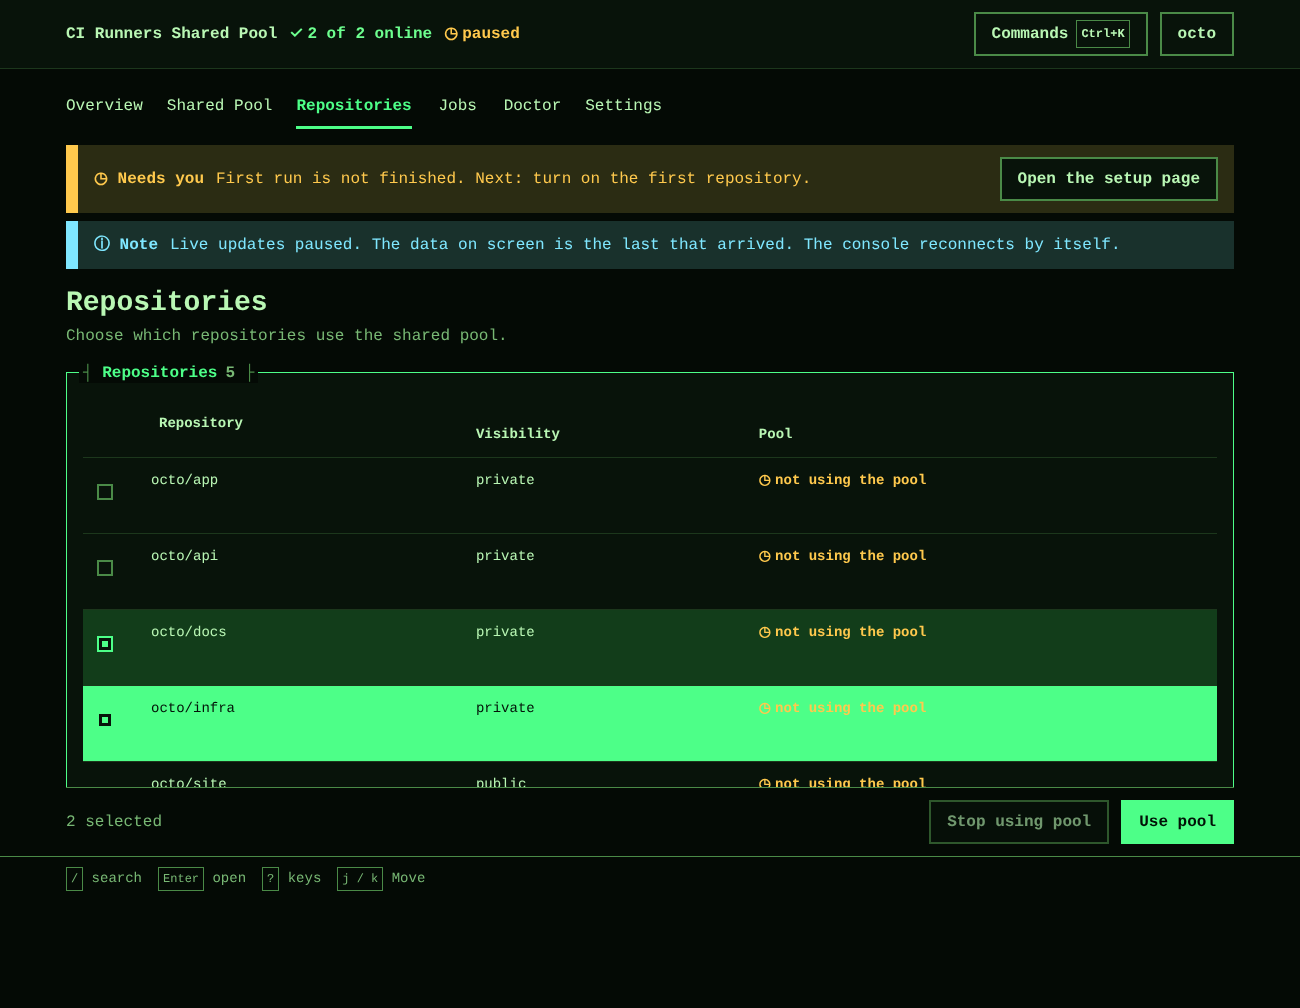 CI Runners Shared Pool 2 of 2 online paused Commands Ctrl+K octo
Overview Shared Pool Repositories Jobs Doctor Settings
Needs you First run is not finished. Next: turn on the first repository. Open the setup page
Note Live updates paused. The data on screen is the last that arrived. The console reconnects by itself.
Repositories
Choose which repositories use the shared pool.
Repositories 5
Repository Visibility Pool
octo/app private not using the pool
octo/api private not using the pool
octo/docs private not using the pool
octo/infra private not using the pool
octo/site public not using the pool
2 selected Stop using pool Use pool
/ search Enter open ? keys j / k Move